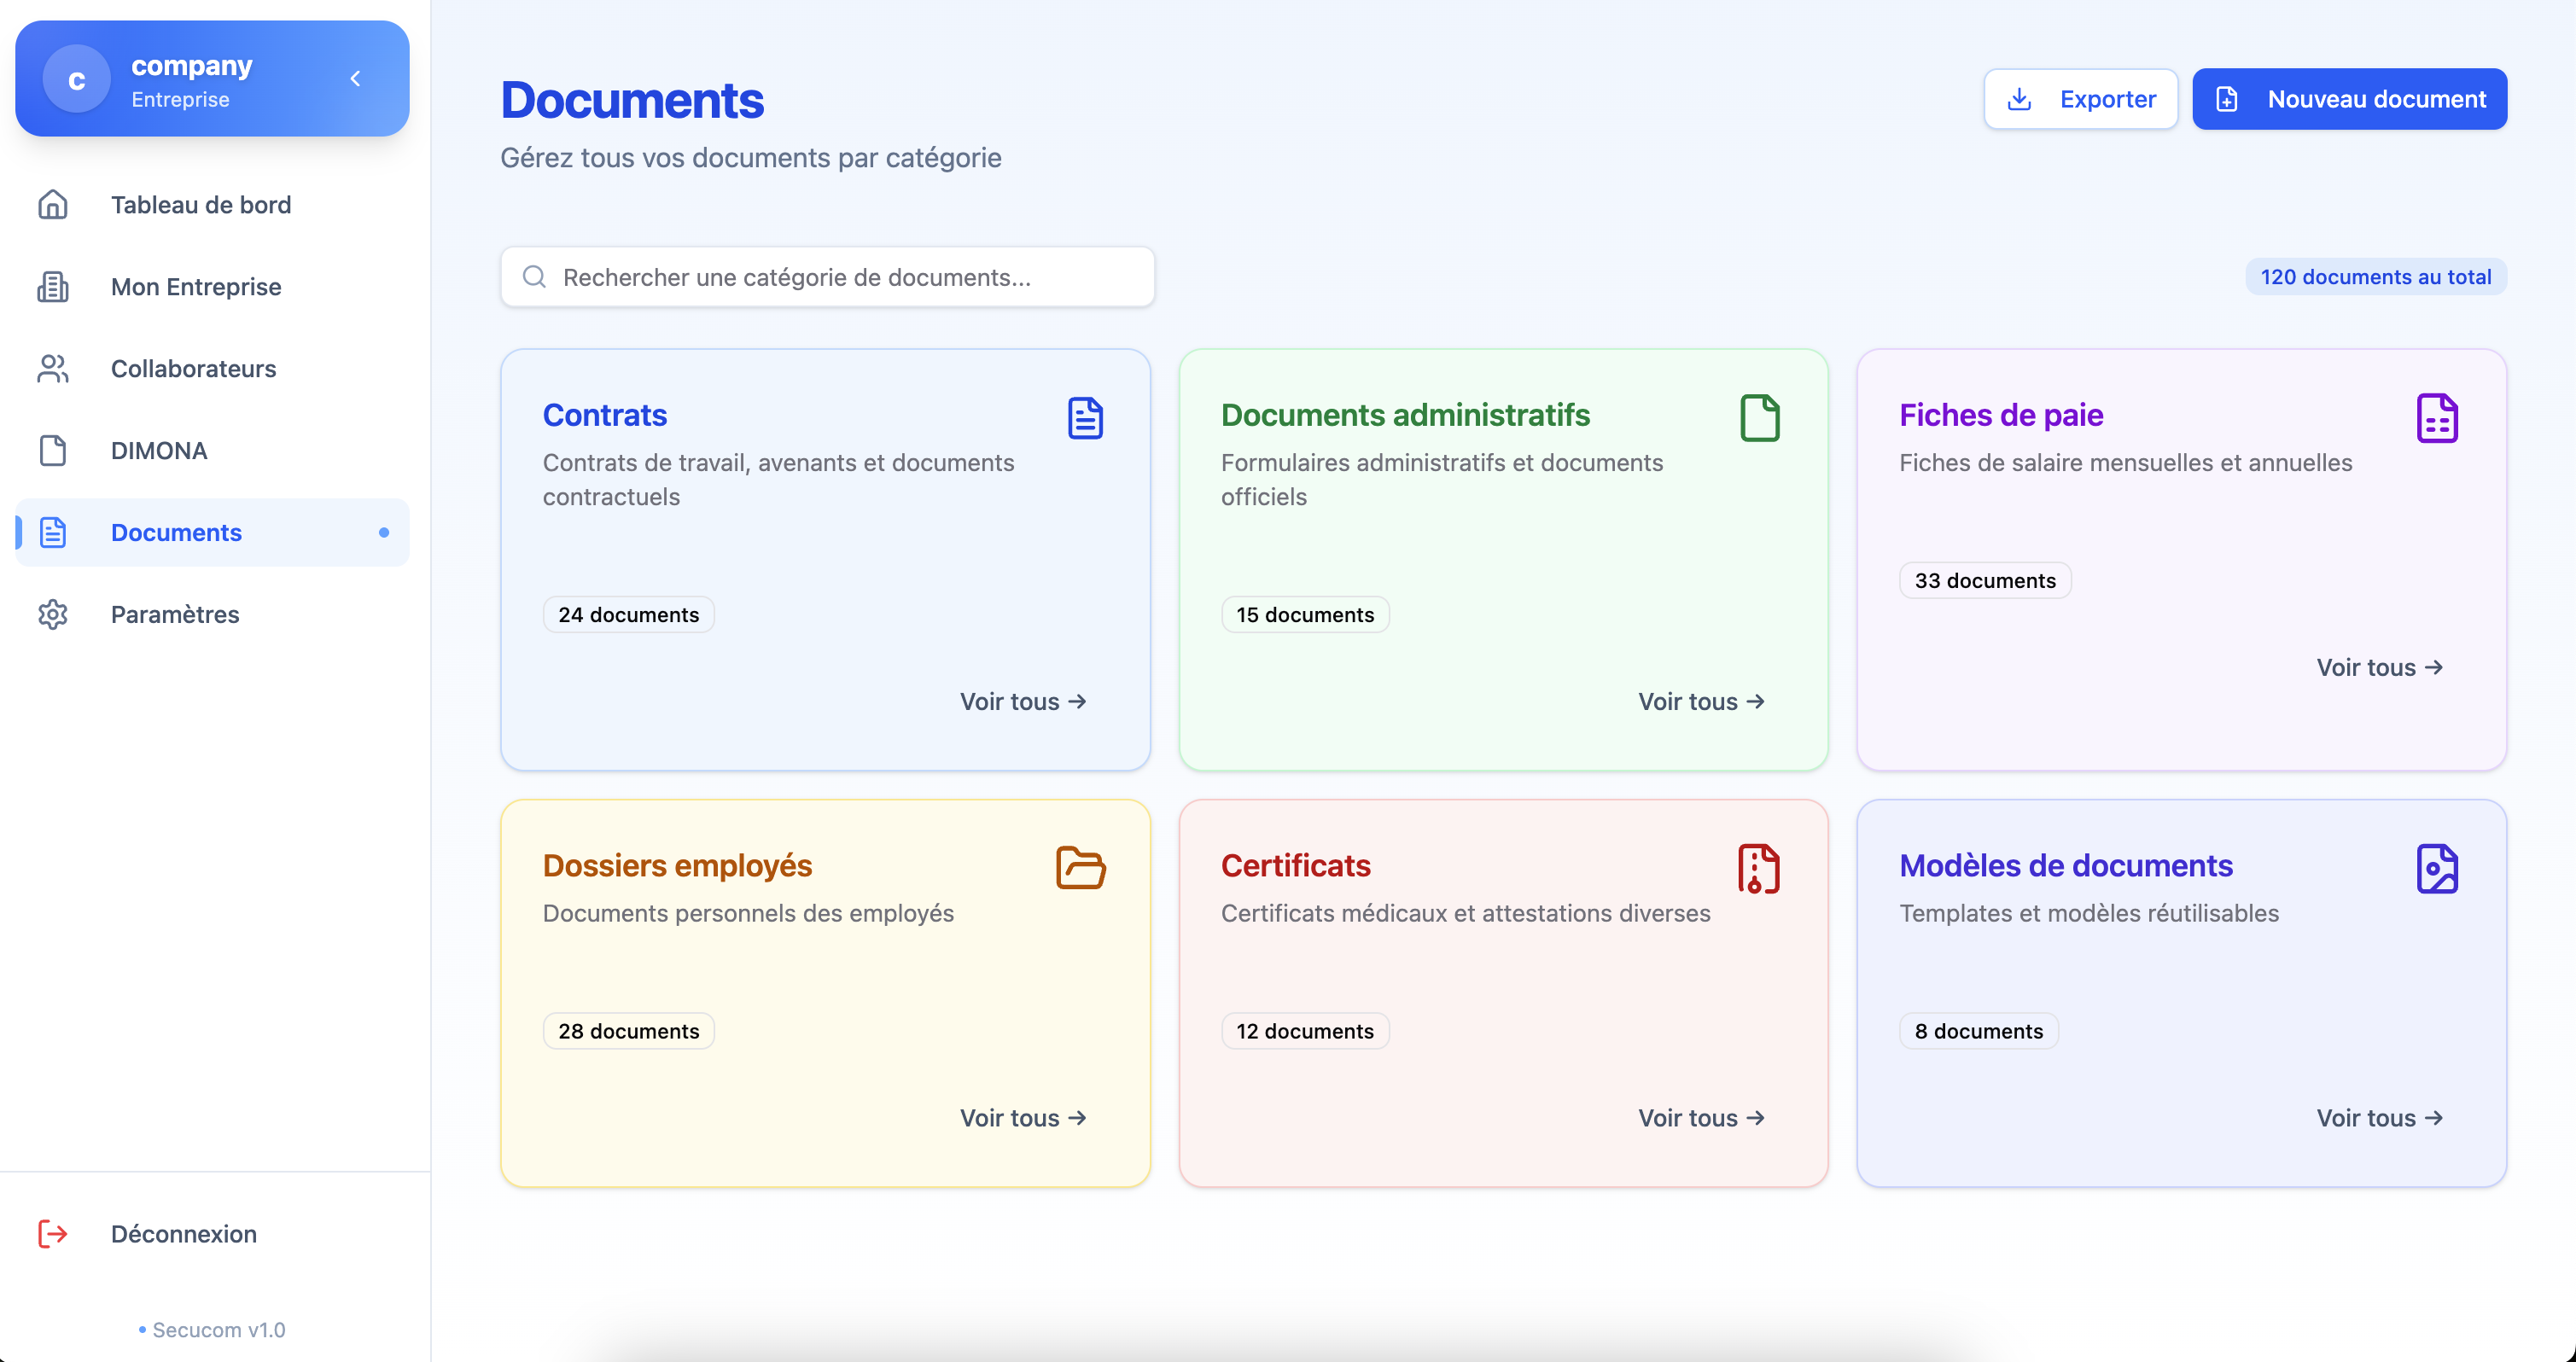 c
company
Entreprise
Tableau de bord
Mon Entreprise
Collaborateurs
DIMONA
Documents
Paramètres
Déconnexion
Secucom v1.0
Documents
Gérez tous vos documents par catégorie
Exporter
Nouveau document
Rechercher une catégorie de documents...
120 documents au total
Contrats
Contrats de travail, avenants et documents
contractuels
24 documents
Voir tous →
Documents administratifs
Formulaires administratifs et documents
officiels
15 documents
Voir tous →
Fiches de paie
Fiches de salaire mensuelles et annuelles
33 documents
Voir tous →
Dossiers employés
Documents personnels des employés
28 documents
Voir tous →
Certificats
Certificats médicaux et attestations diverses
12 documents
Voir tous →
Modèles de documents
Templates et modèles réutilisables
8 documents
Voir tous →